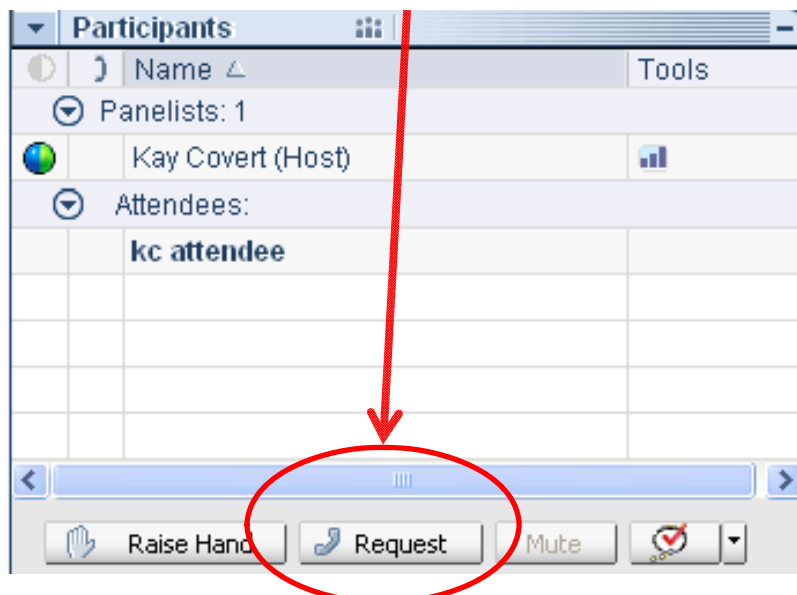 Participants
Name Tools
Panelists: 1
Kay Covert (Host)
Attendees:
kc attendee
Raise Hand Request Mute